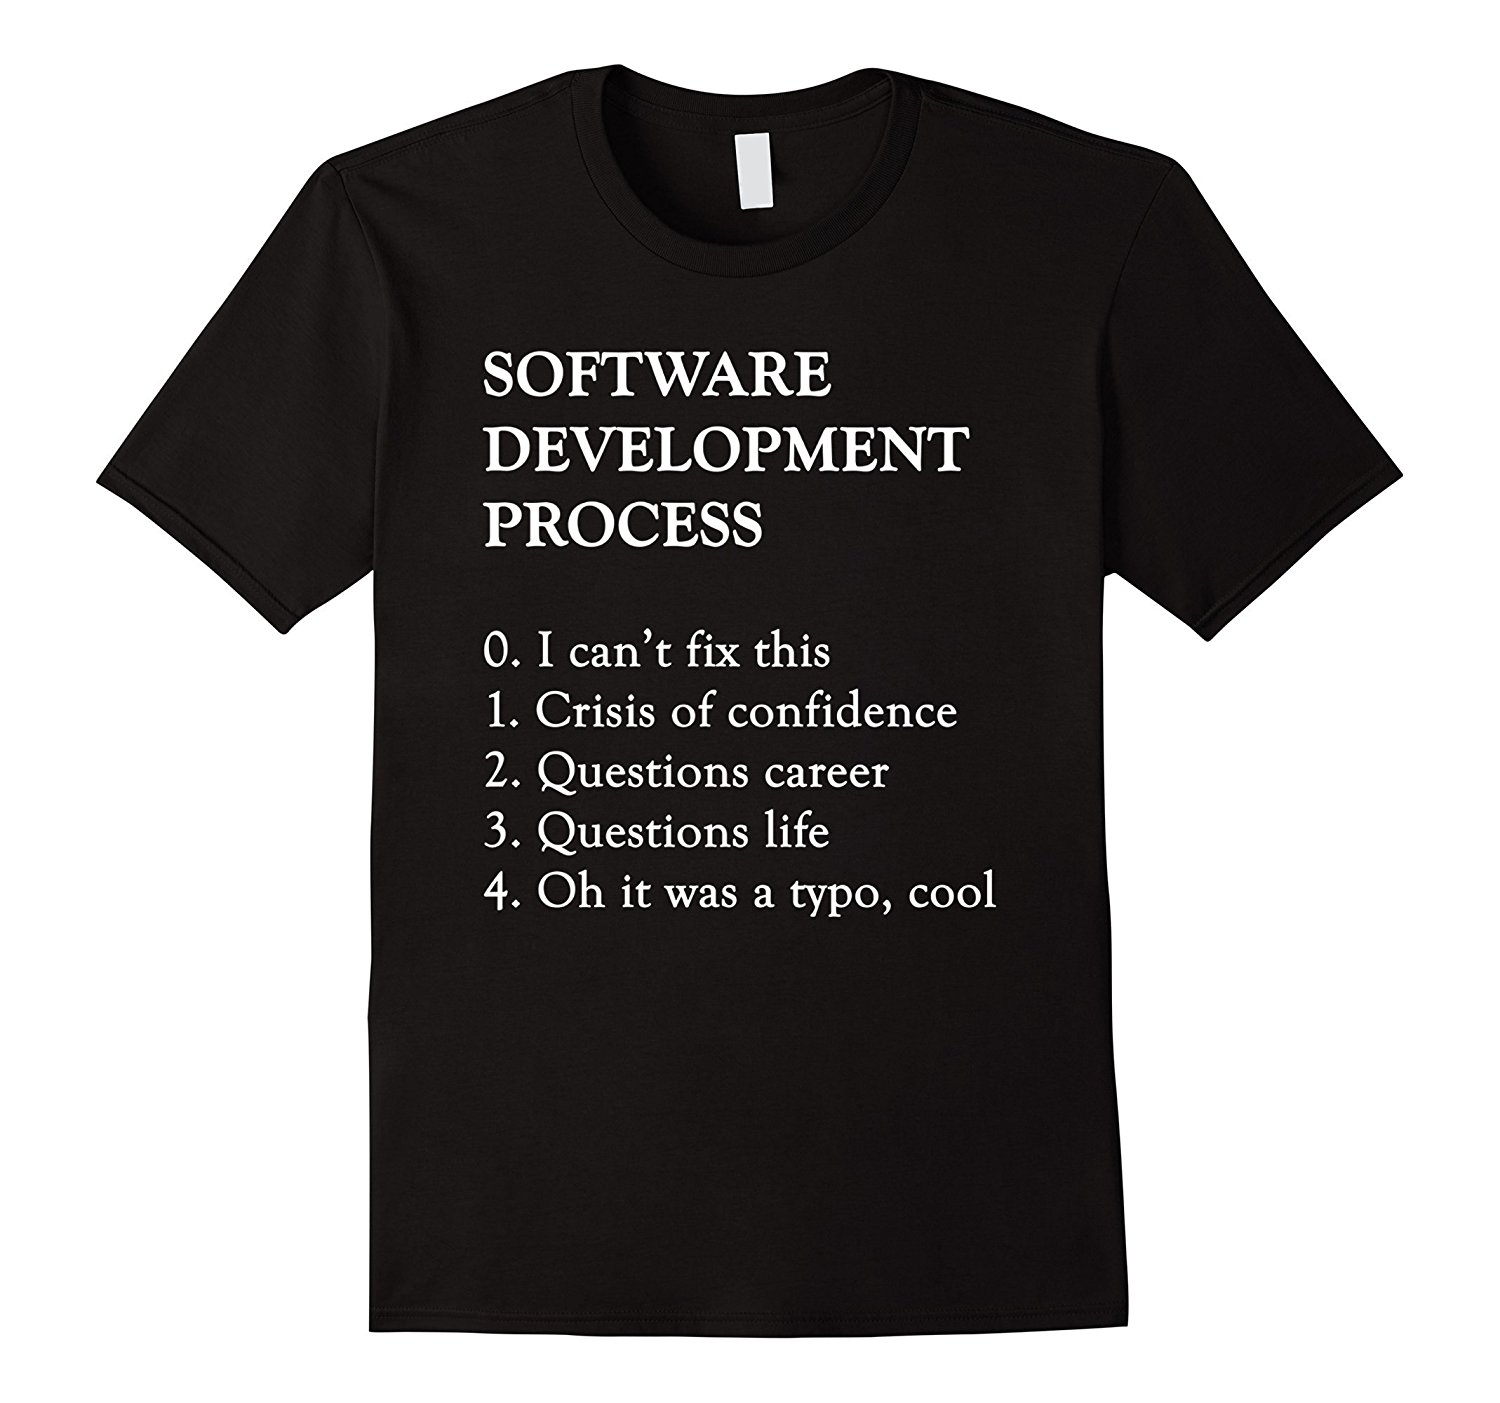 SOFTWARE
DEVELOPMENT
PROCESS
0. I can't fix this
1. Crisis of confidence
2. Questions career
3. Questions life
4. Oh it was a typo, cool